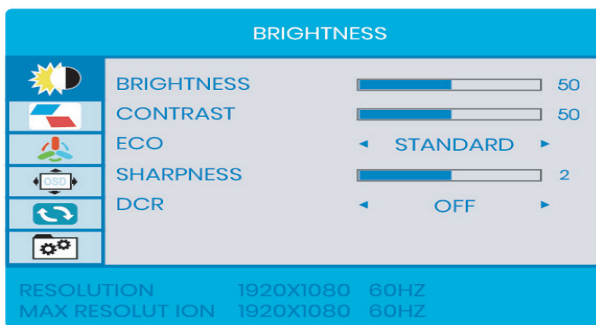 BRIGHTNESS
BRIGHTNESS 50
CONTRAST 50
ECO ◄ STANDARD ►
SHARPNESS 2
DCR ◄ OFF ►
OSD
RESOLUTION 1920X1080 60HZ
MAX RESOLUT ION 1920X1080 60HZ